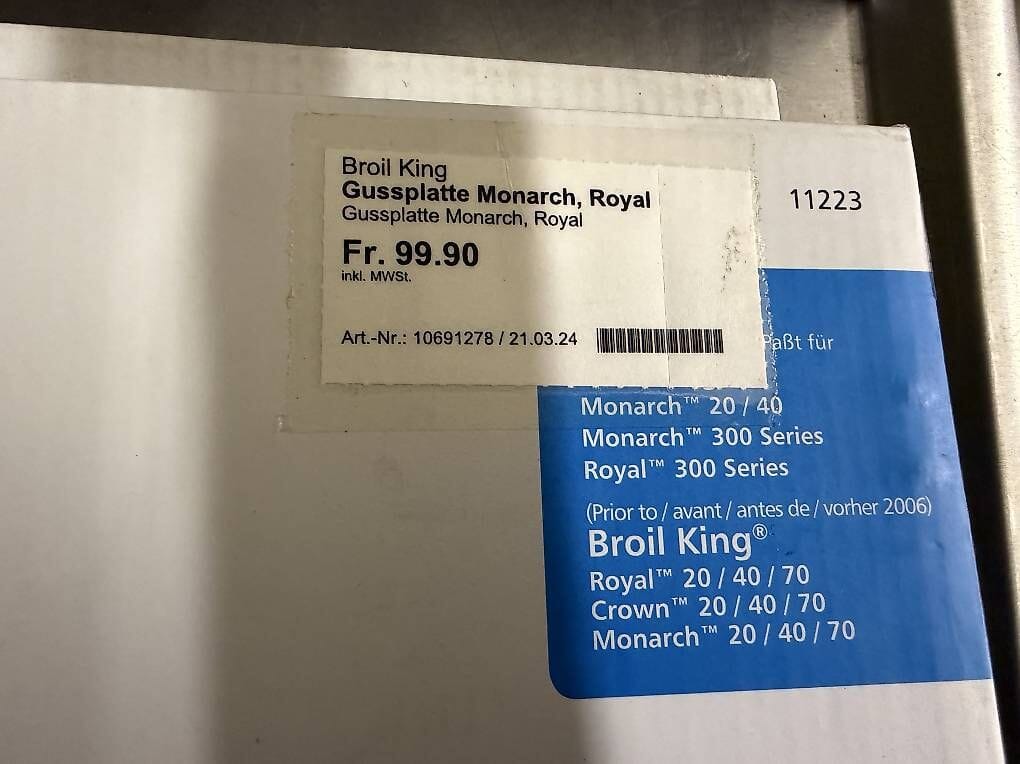 Broil King
Gussplatte Monarch, Royal
Gussplatte Monarch, Royal
Fr. 99.90
inkl. MWSt.
Art.-Nr.: 10691278 / 21.03.24
11223
Paßt für
Monarch™ 20 / 40
Monarch™ 300 Series
Royal™ 300 Series
(Prior to / avant / antes de / vorher 2006)
Broil King®
Royal™ 20 / 40 / 70
Crown™ 20 / 40 / 70
Monarch™ 20 / 40 / 70